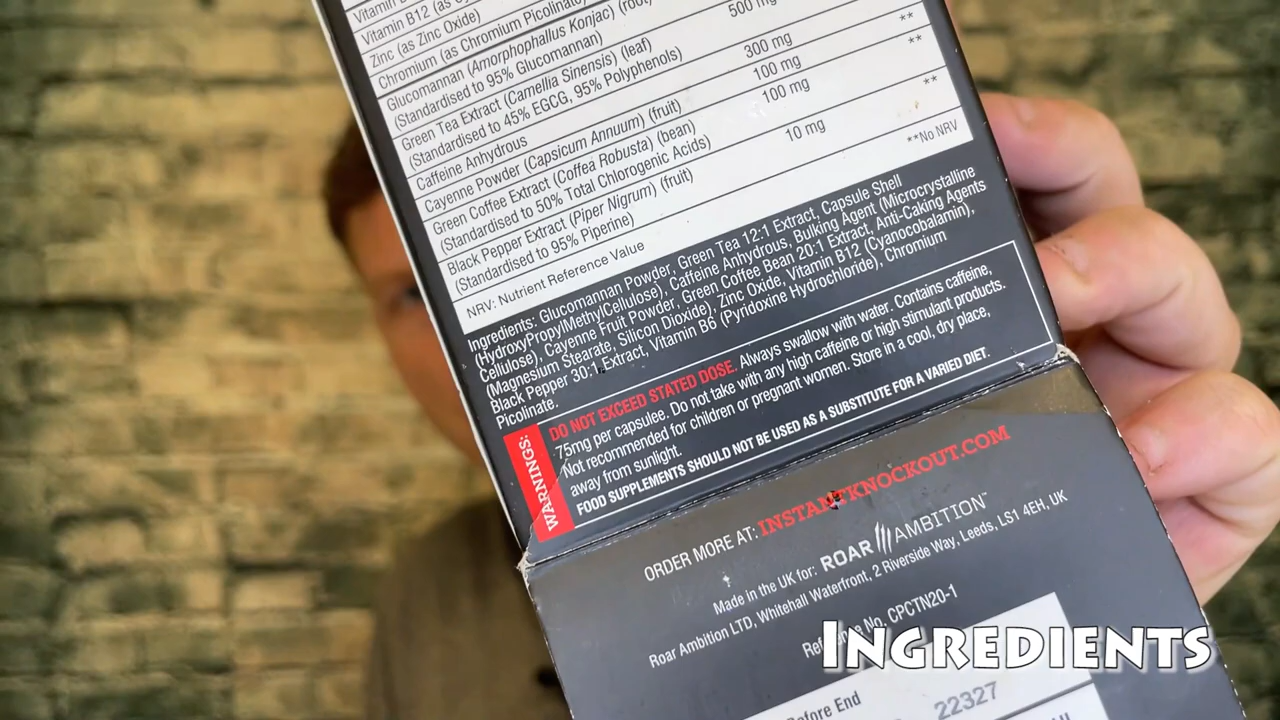 Vitamin
Vitamin B12 (as
Zinc (as Zinc Oxide)
Chromium (as Chromium Picolinate)
Glucomannan (Amorphophallus Konjac) (root)
(Standardised to 95% Glucomannan)
500 mg
**
Green Tea Extract (Camellia Sinensis) (leaf)
(Standardised to 45% EGCG, 95% Polyphenols)
300 mg
**
Caffeine Anhydrous
100 mg
Cayenne Powder (Capsicum Annuum) (fruit)
100 mg
Green Coffee Extract (Coffea Robusta) (bean)
(Standardised to 50% Total Chlorogenic Acids)
**
Black Pepper Extract (Piper Nigrum) (fruit)
(Standardised to 95% Piperine)
10 mg
NRV: Nutrient Reference Value
**No NRV
Ingredients: Glucomannan Powder, Green Tea 12:1 Extract, Capsule Shell
(HydroxyPropylMethylCellulose), Caffeine Anhydrous, Bulking Agent (Microcrystalline
Cellulose), Cayenne Fruit Powder, Green Coffee Bean 20:1 Extract, Anti-Caking Agents
(Magnesium Stearate, Silicon Dioxide), Zinc Oxide, Vitamin B12 (Cyanocobalamin),
Black Pepper 30:1 Extract, Vitamin B6 (Pyridoxine Hydrochloride), Chromium
Picolinate.
WARNINGS:
DO NOT EXCEED STATED DOSE. Always swallow with water. Contains caffeine,
75mg per capsulee. Do not take with any high caffeine or high stimulant products.
Not recommended for children or pregnant women. Store in a cool, dry place,
away from sunlight.
FOOD SUPPLEMENTS SHOULD NOT BE USED AS A SUBSTITUTE FOR A VARIED DIET.
ORDER MORE AT: INSTANTKNOCKOUT.COM
Made in the UK for: ROAR AMBITION™
Roar Ambition LTD, Whitehall Waterfront, 2 Riverside Way, Leeds, LS1 4EH, UK
Reference No. CPCTN20-1
INGREDIENTS
Before End
22327